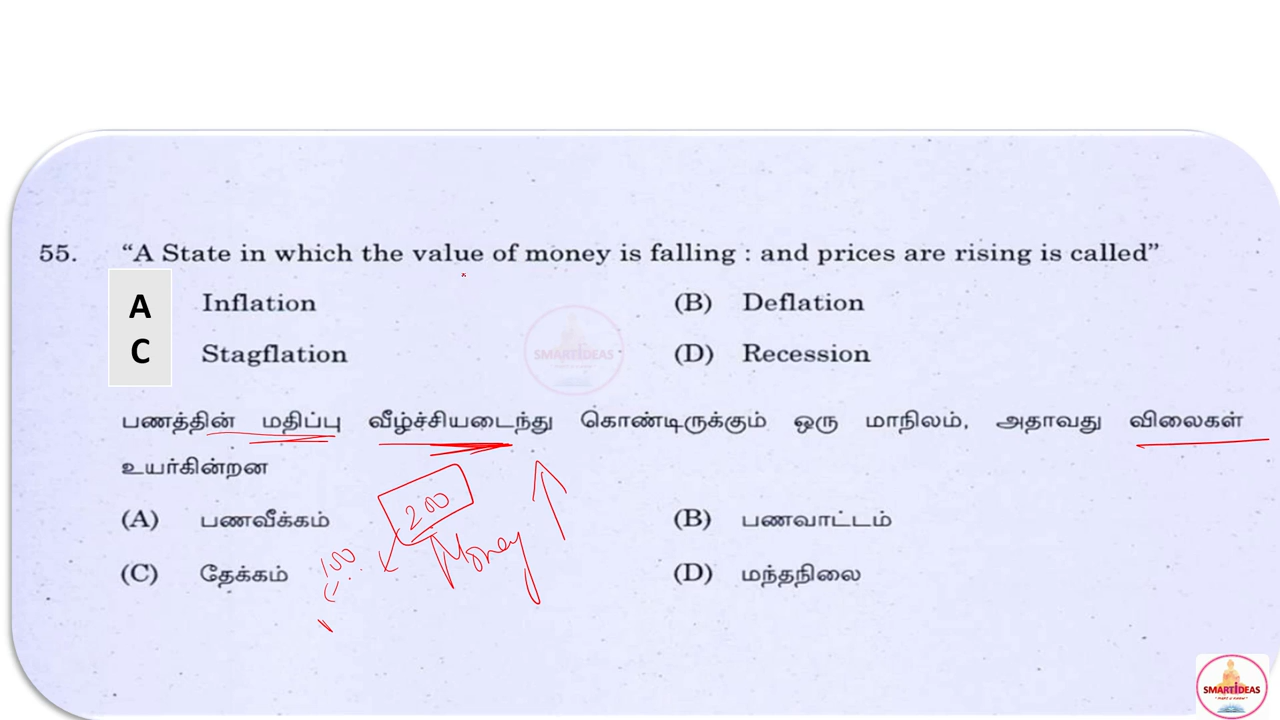 55. “A State in which the value of money is falling : and prices are rising is called”
A Inflation (B) Deflation
C Stagflation (D) Recession
SMARTIDEAS
பணத்தின் மதிப்பு வீழ்ச்சியடைந்து கொண்டிருக்கும் ஒரு மாநிலம், அதாவது விலைகள்
உயர்கின்றன
200
(A) பணவீக்கம் (B) பணவாட்டம்
Money
100
(C) தேக்கம் (D) மந்தநிலை
SMARTIDEAS